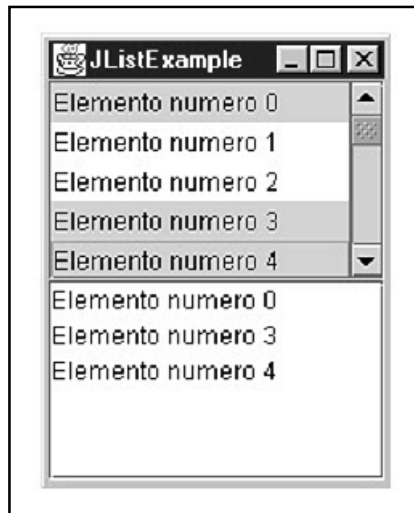 JListExample
Elemento numero 0
Elemento numero 1
Elemento numero 2
Elemento numero 3
Elemento numero 4
Elemento numero 0
Elemento numero 3
Elemento numero 4